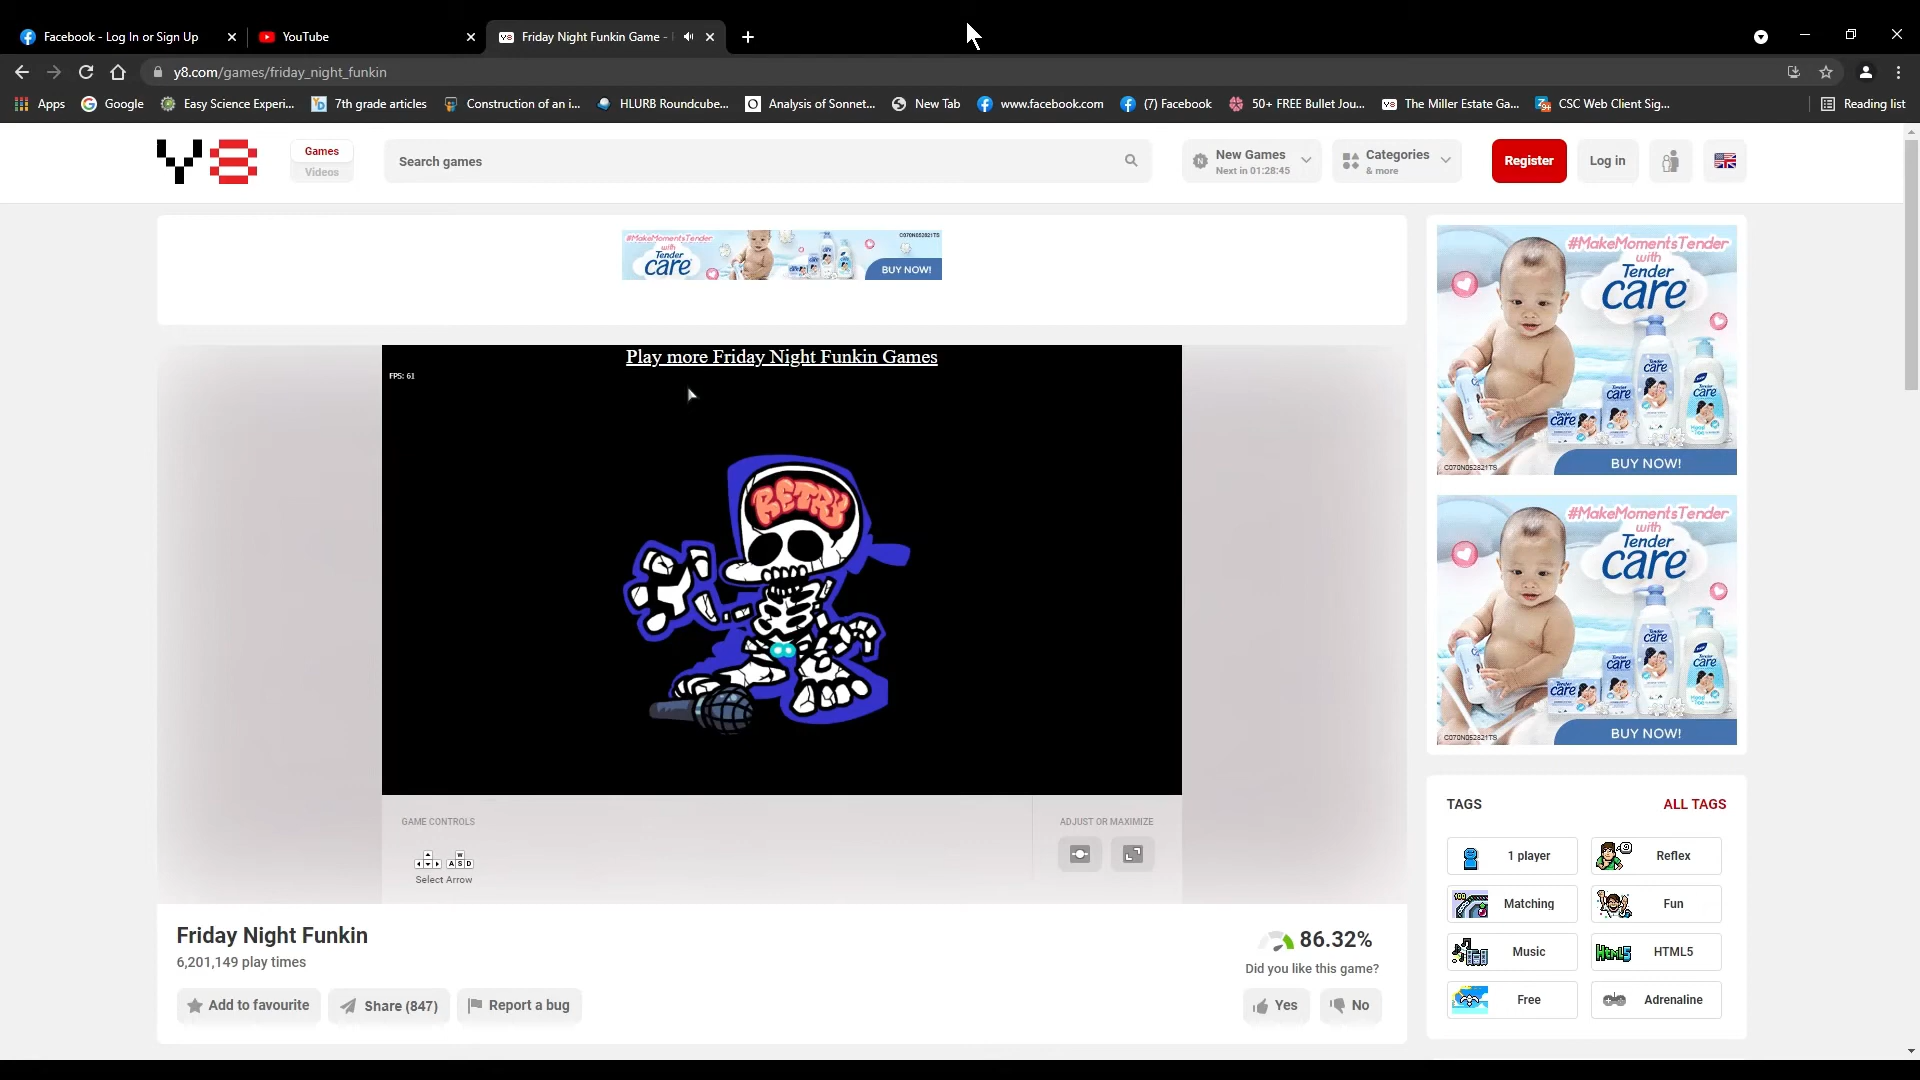 Facebook - Log In or Sign Up
YouTube
Friday Night Funkin Game -
y8.com/games/friday_night_funkin
Apps
Google
Easy Science Experi...
7th grade articles
Construction of an i...
HLURB Roundcube...
Analysis of Sonnet...
New Tab
www.facebook.com
(7) Facebook
50+ FREE Bullet Jou...
The Miller Estate Ga...
CSC Web Client Sig...
Reading list
Y8
Games
Videos
Search games
New Games
Next in 01:28:45
Categories
& more
Register
Log in
#MakeMomentsTender
with
Tender
care
C070N052821TS
BUY NOW!
#MakeMomentsTender
with
Tender
care
C070N052821TS
BUY NOW!
Play more Friday Night Funkin Games
FPS: 61
RETRY
#MakeMomentsTender
with
Tender
care
C070N052821TS
BUY NOW!
GAME CONTROLS
W
A S D
Select Arrow
ADJUST OR MAXIMIZE
TAGS
ALL TAGS
1 player
Reflex
Matching
Fun
Music
HTML5
Free
Adrenaline
Friday Night Funkin
6,201,149 play times
86.32%
Did you like this game?
Add to favourite
Share (847)
Report a bug
Yes
No